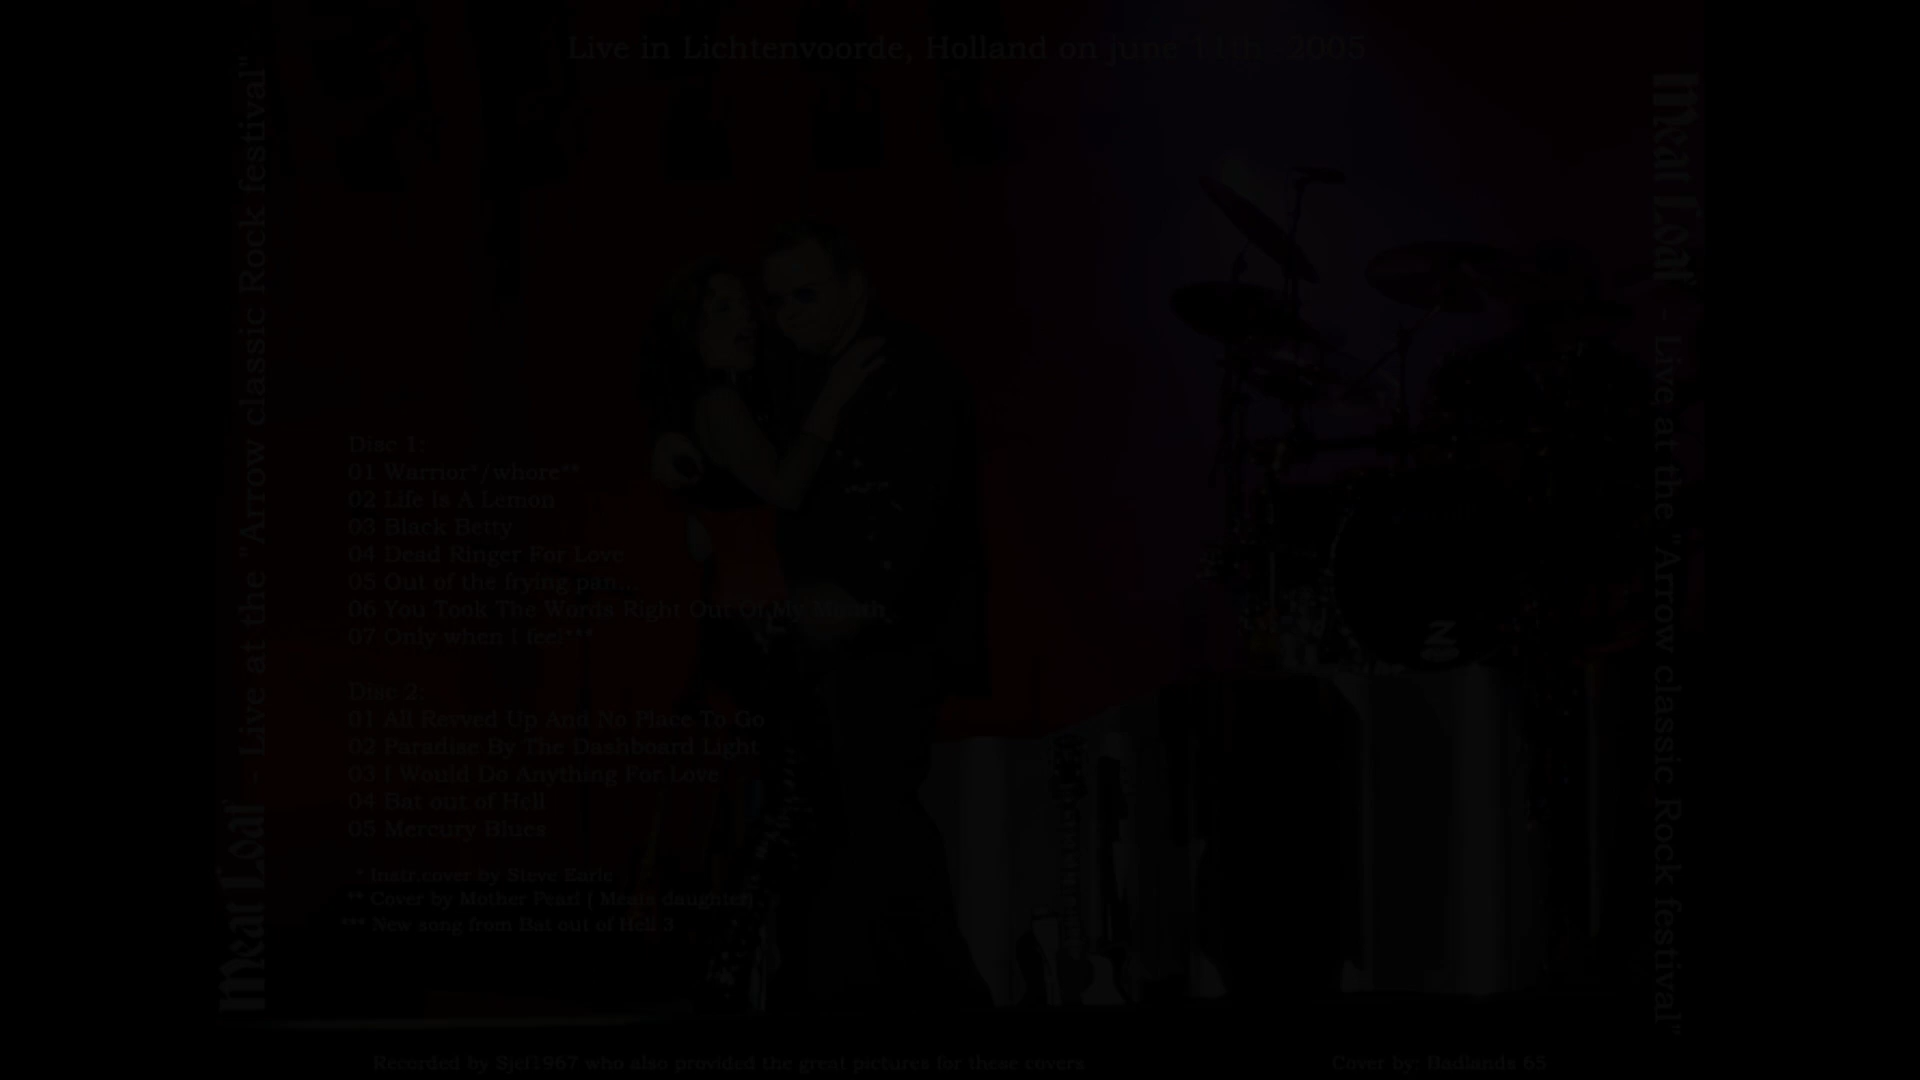 Live in Lichtenvoorde, Holland on june 11th, 2005
Meat Loaf - Live at the "Arrow classic Rock festival"
Disc 1:
01 Warrior*/whore**
02 Life Is A Lemon
03 Black Betty
04 Dead Ringer For Love
05 Out of the frying pan...
06 You Took The Words Right Out Of My Mouth
07 Only when I feel***
Disc 2:
01 All Revved Up And No Place To Go
02 Paradise By The Dashboard Light
03 I Would Do Anything For Love
04 Bat out of Hell
05 Mercury Blues
* Instr.cover by Steve Earle
** Cover by Mother Pearl ( Meats daughter)
*** New song from Bat out of Hell 3
Meat Loaf - Live at the "Arrow classic Rock festival"
Recorded by Sjef1967 who also provided the great pictures for these covers
Cover by: Badlands 65